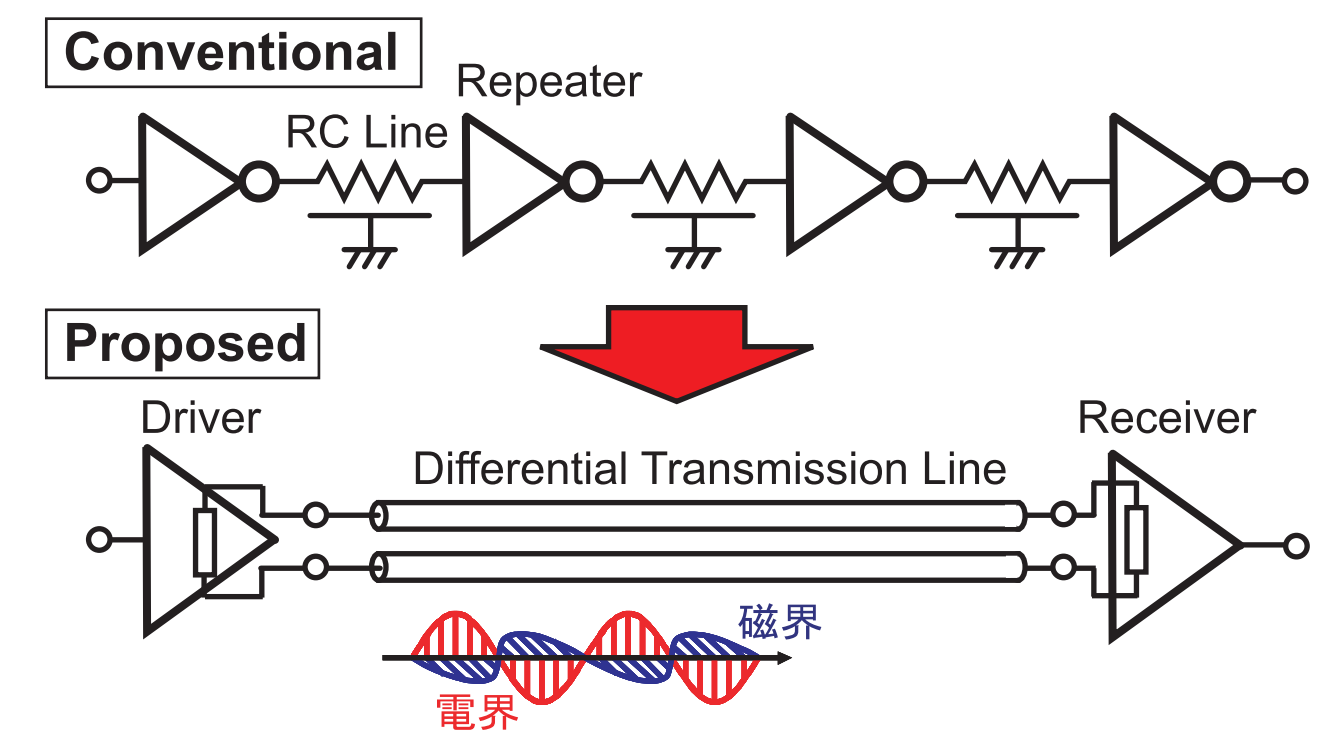 Conventional
Repeater
RC Line
Proposed
Driver
Receiver
Differential Transmission Line
磁界
電界